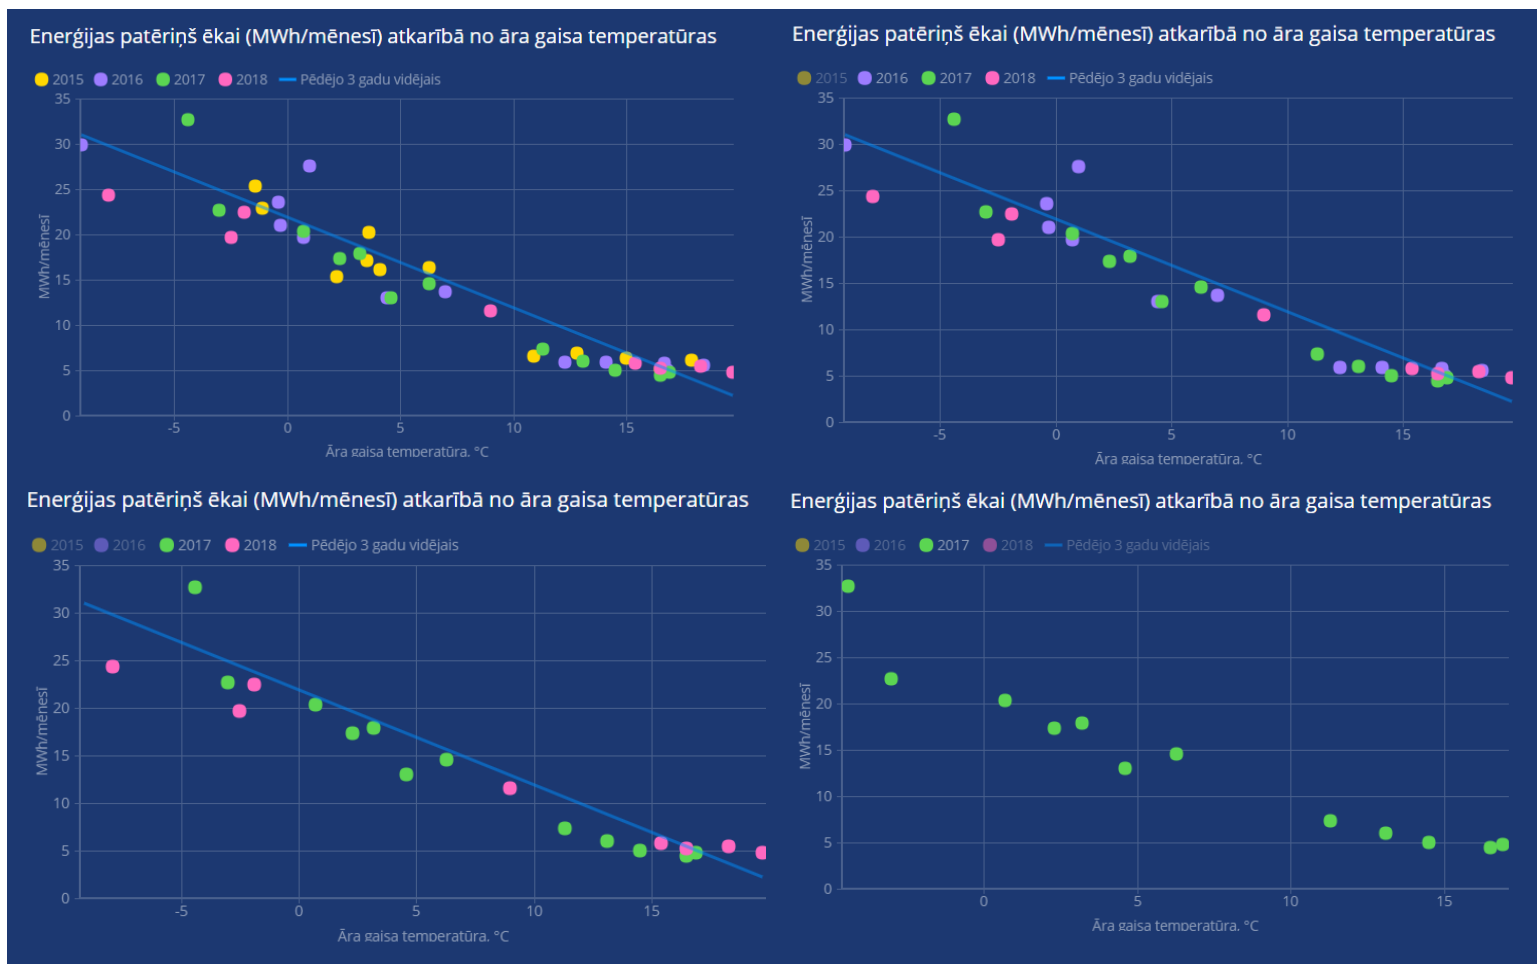 Enerģijas patēriņš ēkai (MWh/mēnesī) atkarībā no āra gaisa temperatūras
2015 2016 2017 2018 Pēdējo 3 gadu vidējais
35
30
25
20
15
10
5
0
MWh/mēnesī
-5 0 5 10 15
Āra gaisa temperatūra, °C
Enerģijas patēriņš ēkai (MWh/mēnesī) atkarībā no āra gaisa temperatūras
2015 2016 2017 2018 Pēdējo 3 gadu vidējais
35
30
25
20
15
10
5
0
MWh/mēnesī
-5 0 5 10 15
Āra gaisa temperatūra, °C
Enerģijas patēriņš ēkai (MWh/mēnesī) atkarībā no āra gaisa temperatūras
2015 2016 2017 2018 Pēdējo 3 gadu vidējais
35
30
25
20
15
10
5
0
MWh/mēnesī
-5 0 5 10 15
Āra gaisa temperatūra, °C
Enerģijas patēriņš ēkai (MWh/mēnesī) atkarībā no āra gaisa temperatūras
2015 2016 2017 2018 Pēdējo 3 gadu vidējais
35
30
25
20
15
10
5
0
MWh/mēnesī
0 5 10 15
Āra gaisa temperatūra, °C